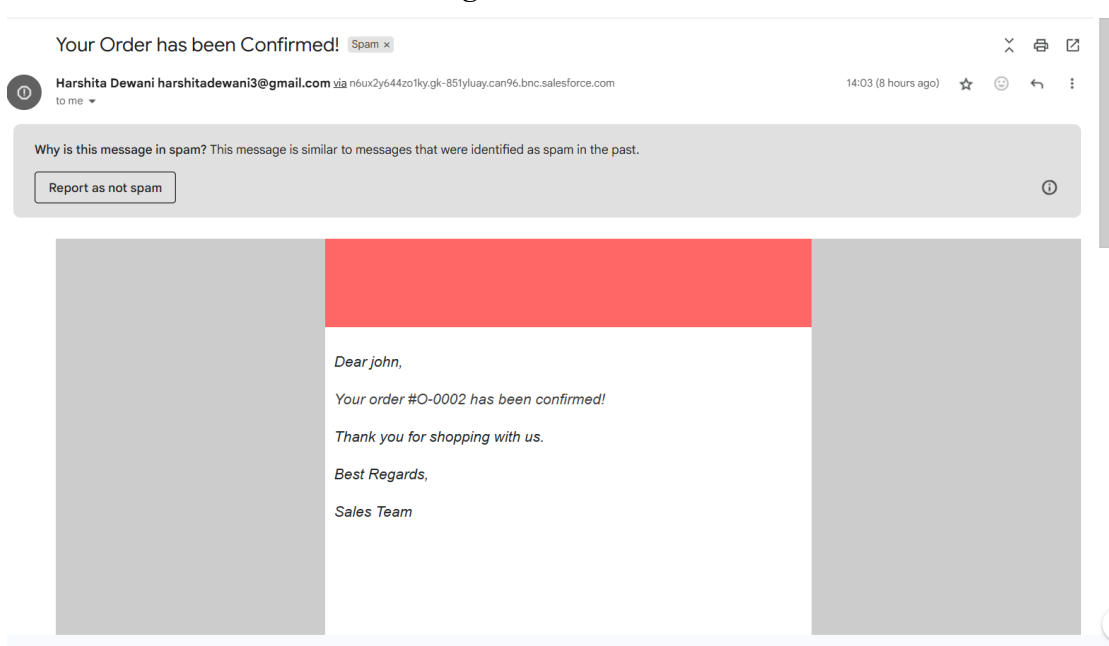 Your Order has been Confirmed! Spam ×
Harshita Dewani harshitadewani3@gmail.com via n6ux2y644zo1ky.gk-851yluay.can96.bnc.salesforce.com 14:03 (8 hours ago)
to me
Why is this message in spam? This message is similar to messages that were identified as spam in the past.
Report as not spam
Dear john,
Your order #O-0002 has been confirmed!
Thank you for shopping with us.
Best Regards,
Sales Team